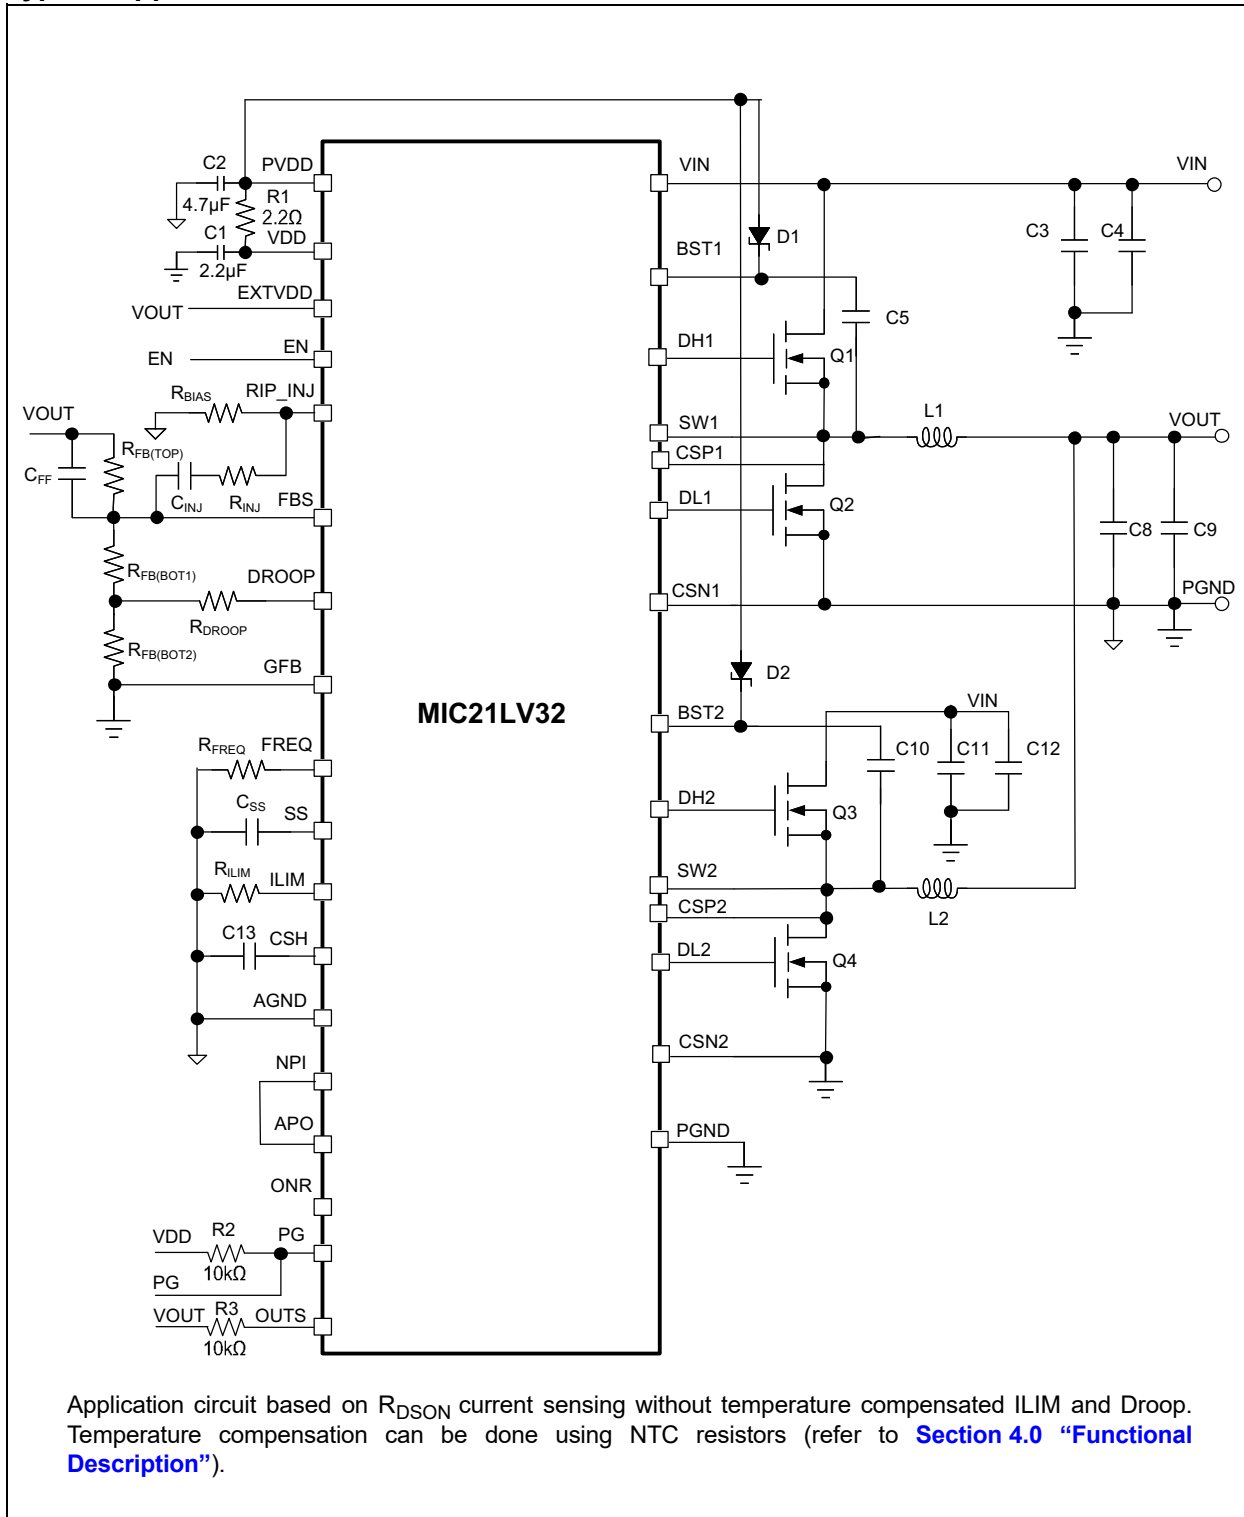 PVDD
C2
4.7µF
R1
2.2Ω
C1
VDD
2.2µF
EXTVDD
VOUT
EN
EN
RIP_INJ
RBIAS
VOUT
RFB(TOP)
CFF
CINJ
RINJ
FBS
RFB(BOT1)
DROOP
RDROOP
RFB(BOT2)
GFB
RFREQ
FREQ
CSS
SS
RILIM
ILIM
C13
CSH
AGND
NPI
APO
ONR
VDD
R2
PG
10kΩ
PG
VOUT
R3
OUTS
10kΩ
MIC21LV32
VIN
VIN
D1
C3
C4
BST1
C5
DH1
Q1
SW1
L1
VOUT
CSP1
DL1
Q2
C8
C9
CSN1
PGND
D2
BST2
VIN
C10
C11
C12
DH2
Q3
SW2
CSP2
L2
DL2
Q4
CSN2
PGND
Application circuit based on RDSON current sensing without temperature compensated ILIM and Droop.
Temperature compensation can be done using NTC resistors (refer to Section 4.0 “Functional
Description”).